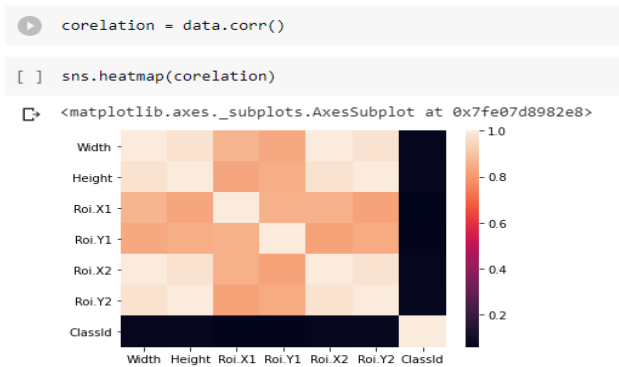 corelation = data.corr()
[ ] sns.heatmap(corelation)
<matplotlib.axes._subplots.AxesSubplot at 0x7fe07d8982e8>
Width
Height
Roi.X1
Roi.Y1
Roi.X2
Roi.Y2
ClassId
Width Height Roi.X1 Roi.Y1 Roi.X2 Roi.Y2 ClassId
1.0
0.8
0.6
0.4
0.2